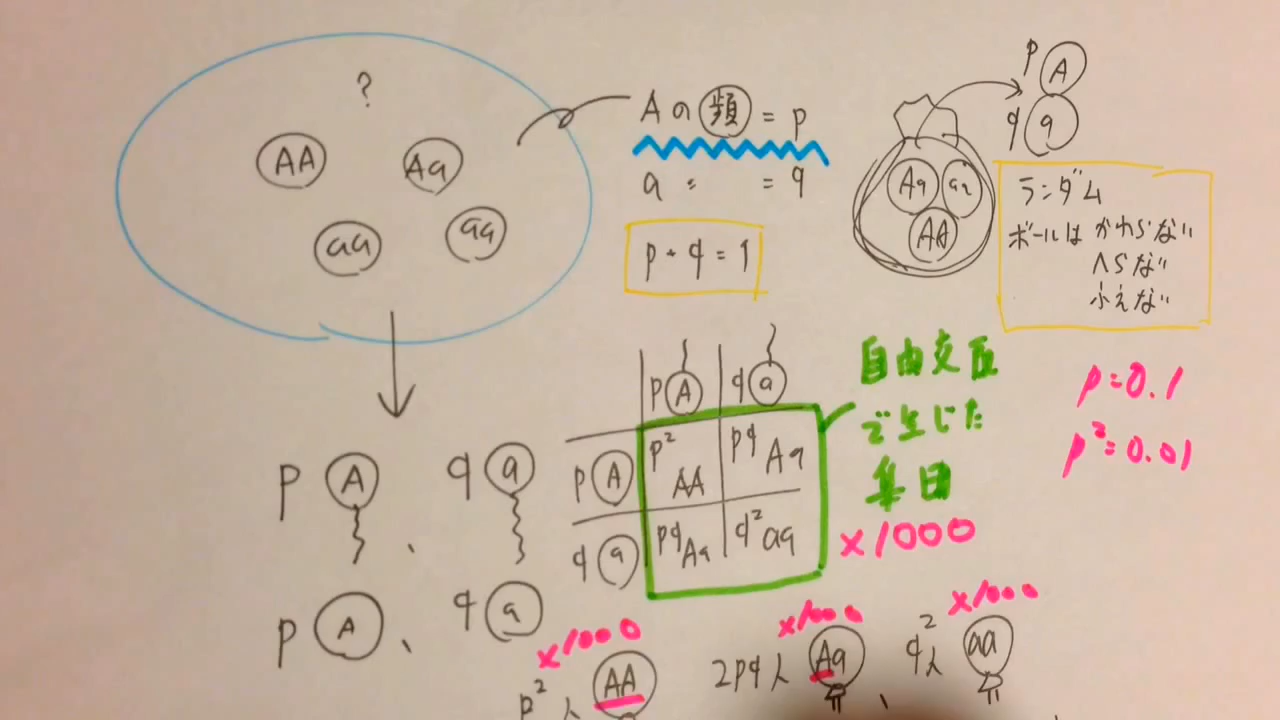 ?
AA
Aa
aa
aa
Aの頻 = p
a 〃 = q
p + q = 1
p A
q a
Aa aa
AA
ランダム
ボールは かわらない
へらない
ふえない
p A q a
p A p² AA pq Aa
q a pq Aa q² aa
自由交配
で生じた
集団
×1000
p=0.1
p²=0.01
p A 、 q a
p A 、 q a
×1000 ×1000 ×1000
p²人 AA 2pq人 Aa 、 q²人 aa